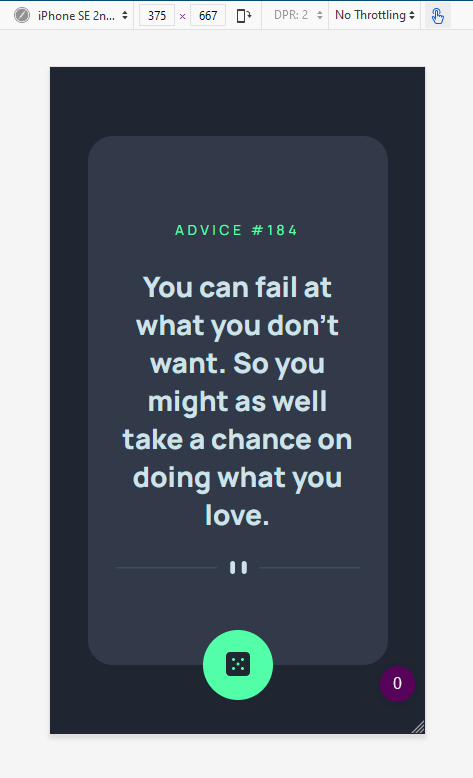 iPhone SE 2n... 375 × 667 DPR: 2 No Throttling
ADVICE #184
You can fail at
what you don’t
want. So you
might as well
take a chance on
doing what you
love.
0